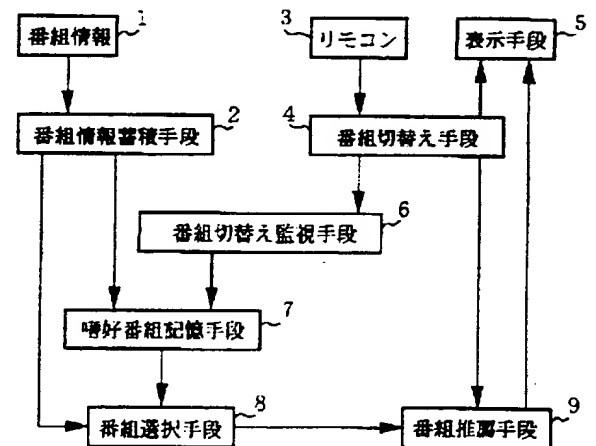 番組情報
1
リモコン
3
表示手段
5
番組情報蓄積手段
2
番組切替え手段
4
番組切替え監視手段
6
嗜好番組記憶手段
7
番組選択手段
8
番組推薦手段
9